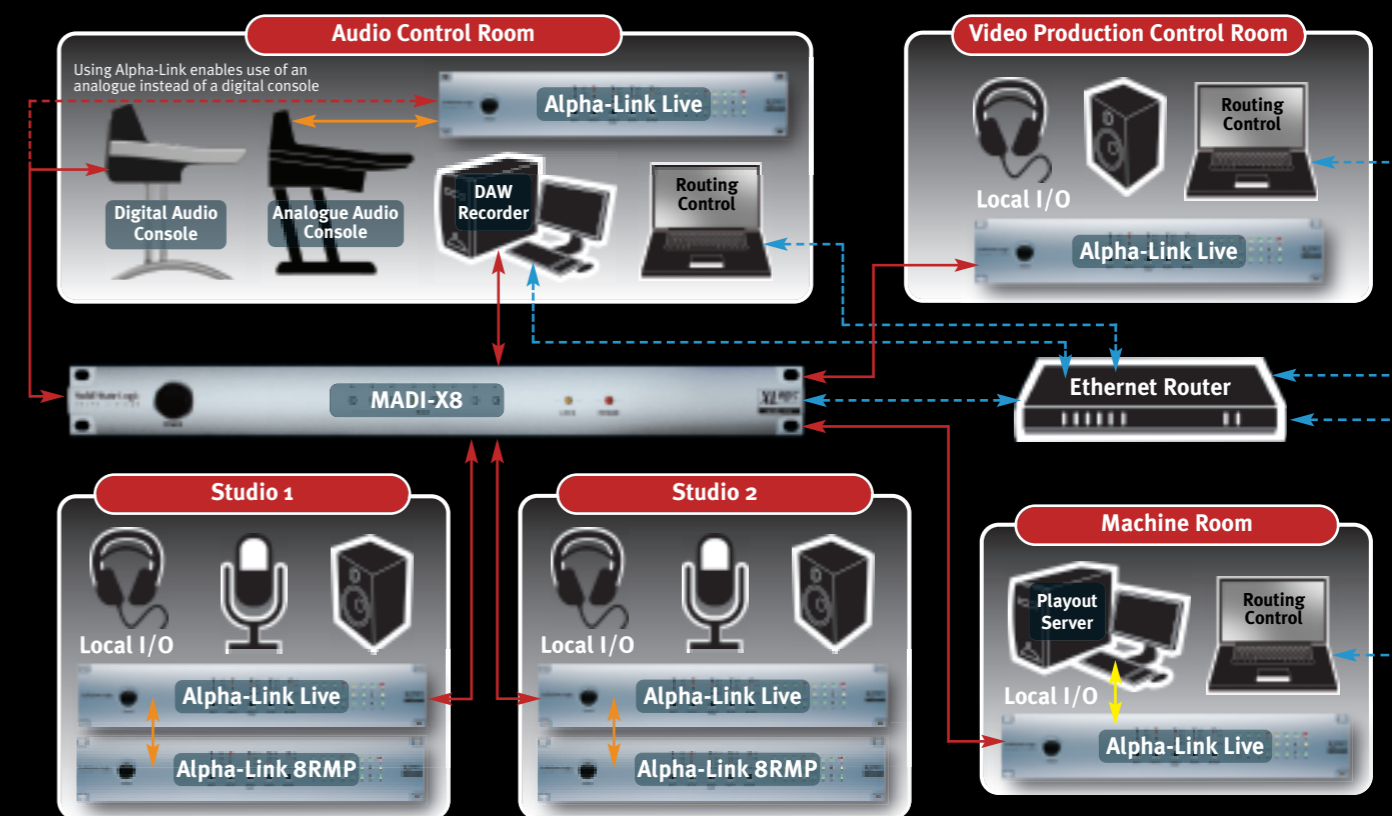 Audio Control Room
Using Alpha-Link enables use of an
analogue instead of a digital console
Alpha-Link Live
Digital Audio
Console
Analogue Audio
Console
DAW
Recorder
Routing
Control
Video Production Control Room
Routing
Control
Local I/O
Alpha-Link Live
Solid State Logic
MADI-X8
Ethernet Router
Studio 1
Local I/O
Alpha-Link Live
Alpha-Link 8RMP
Studio 2
Local I/O
Alpha-Link Live
Alpha-Link 8RMP
Machine Room
Playout
Server
Routing
Control
Local I/O
Alpha-Link Live